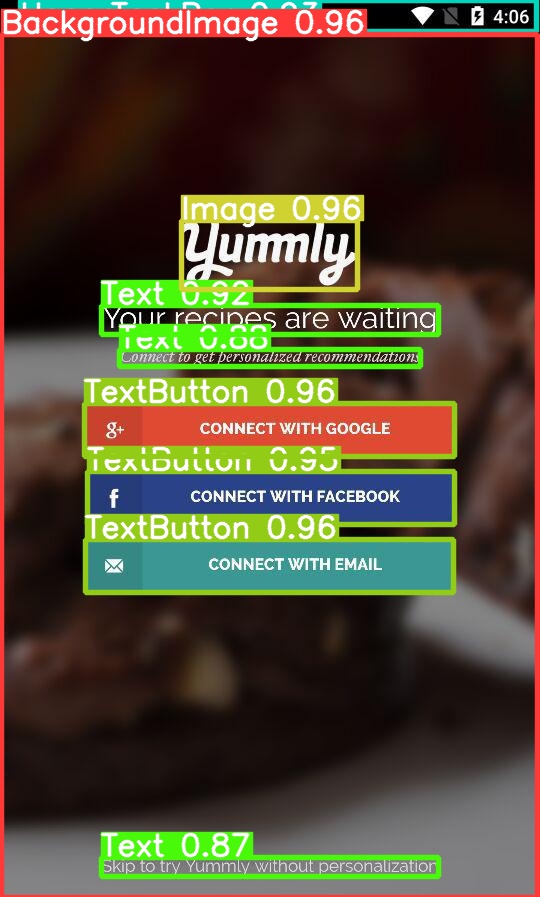 4:06
BackgroundImage 0.96
Image 0.96
Yummly
Text 0.92
Your recipes are waiting
Text 0.88
Connect to get personalized recommendations
TextButton 0.96
g+ CONNECT WITH GOOGLE
TextButton 0.95
f CONNECT WITH FACEBOOK
TextButton 0.96
CONNECT WITH EMAIL
Text 0.87
Skip to try Yummly without personalization